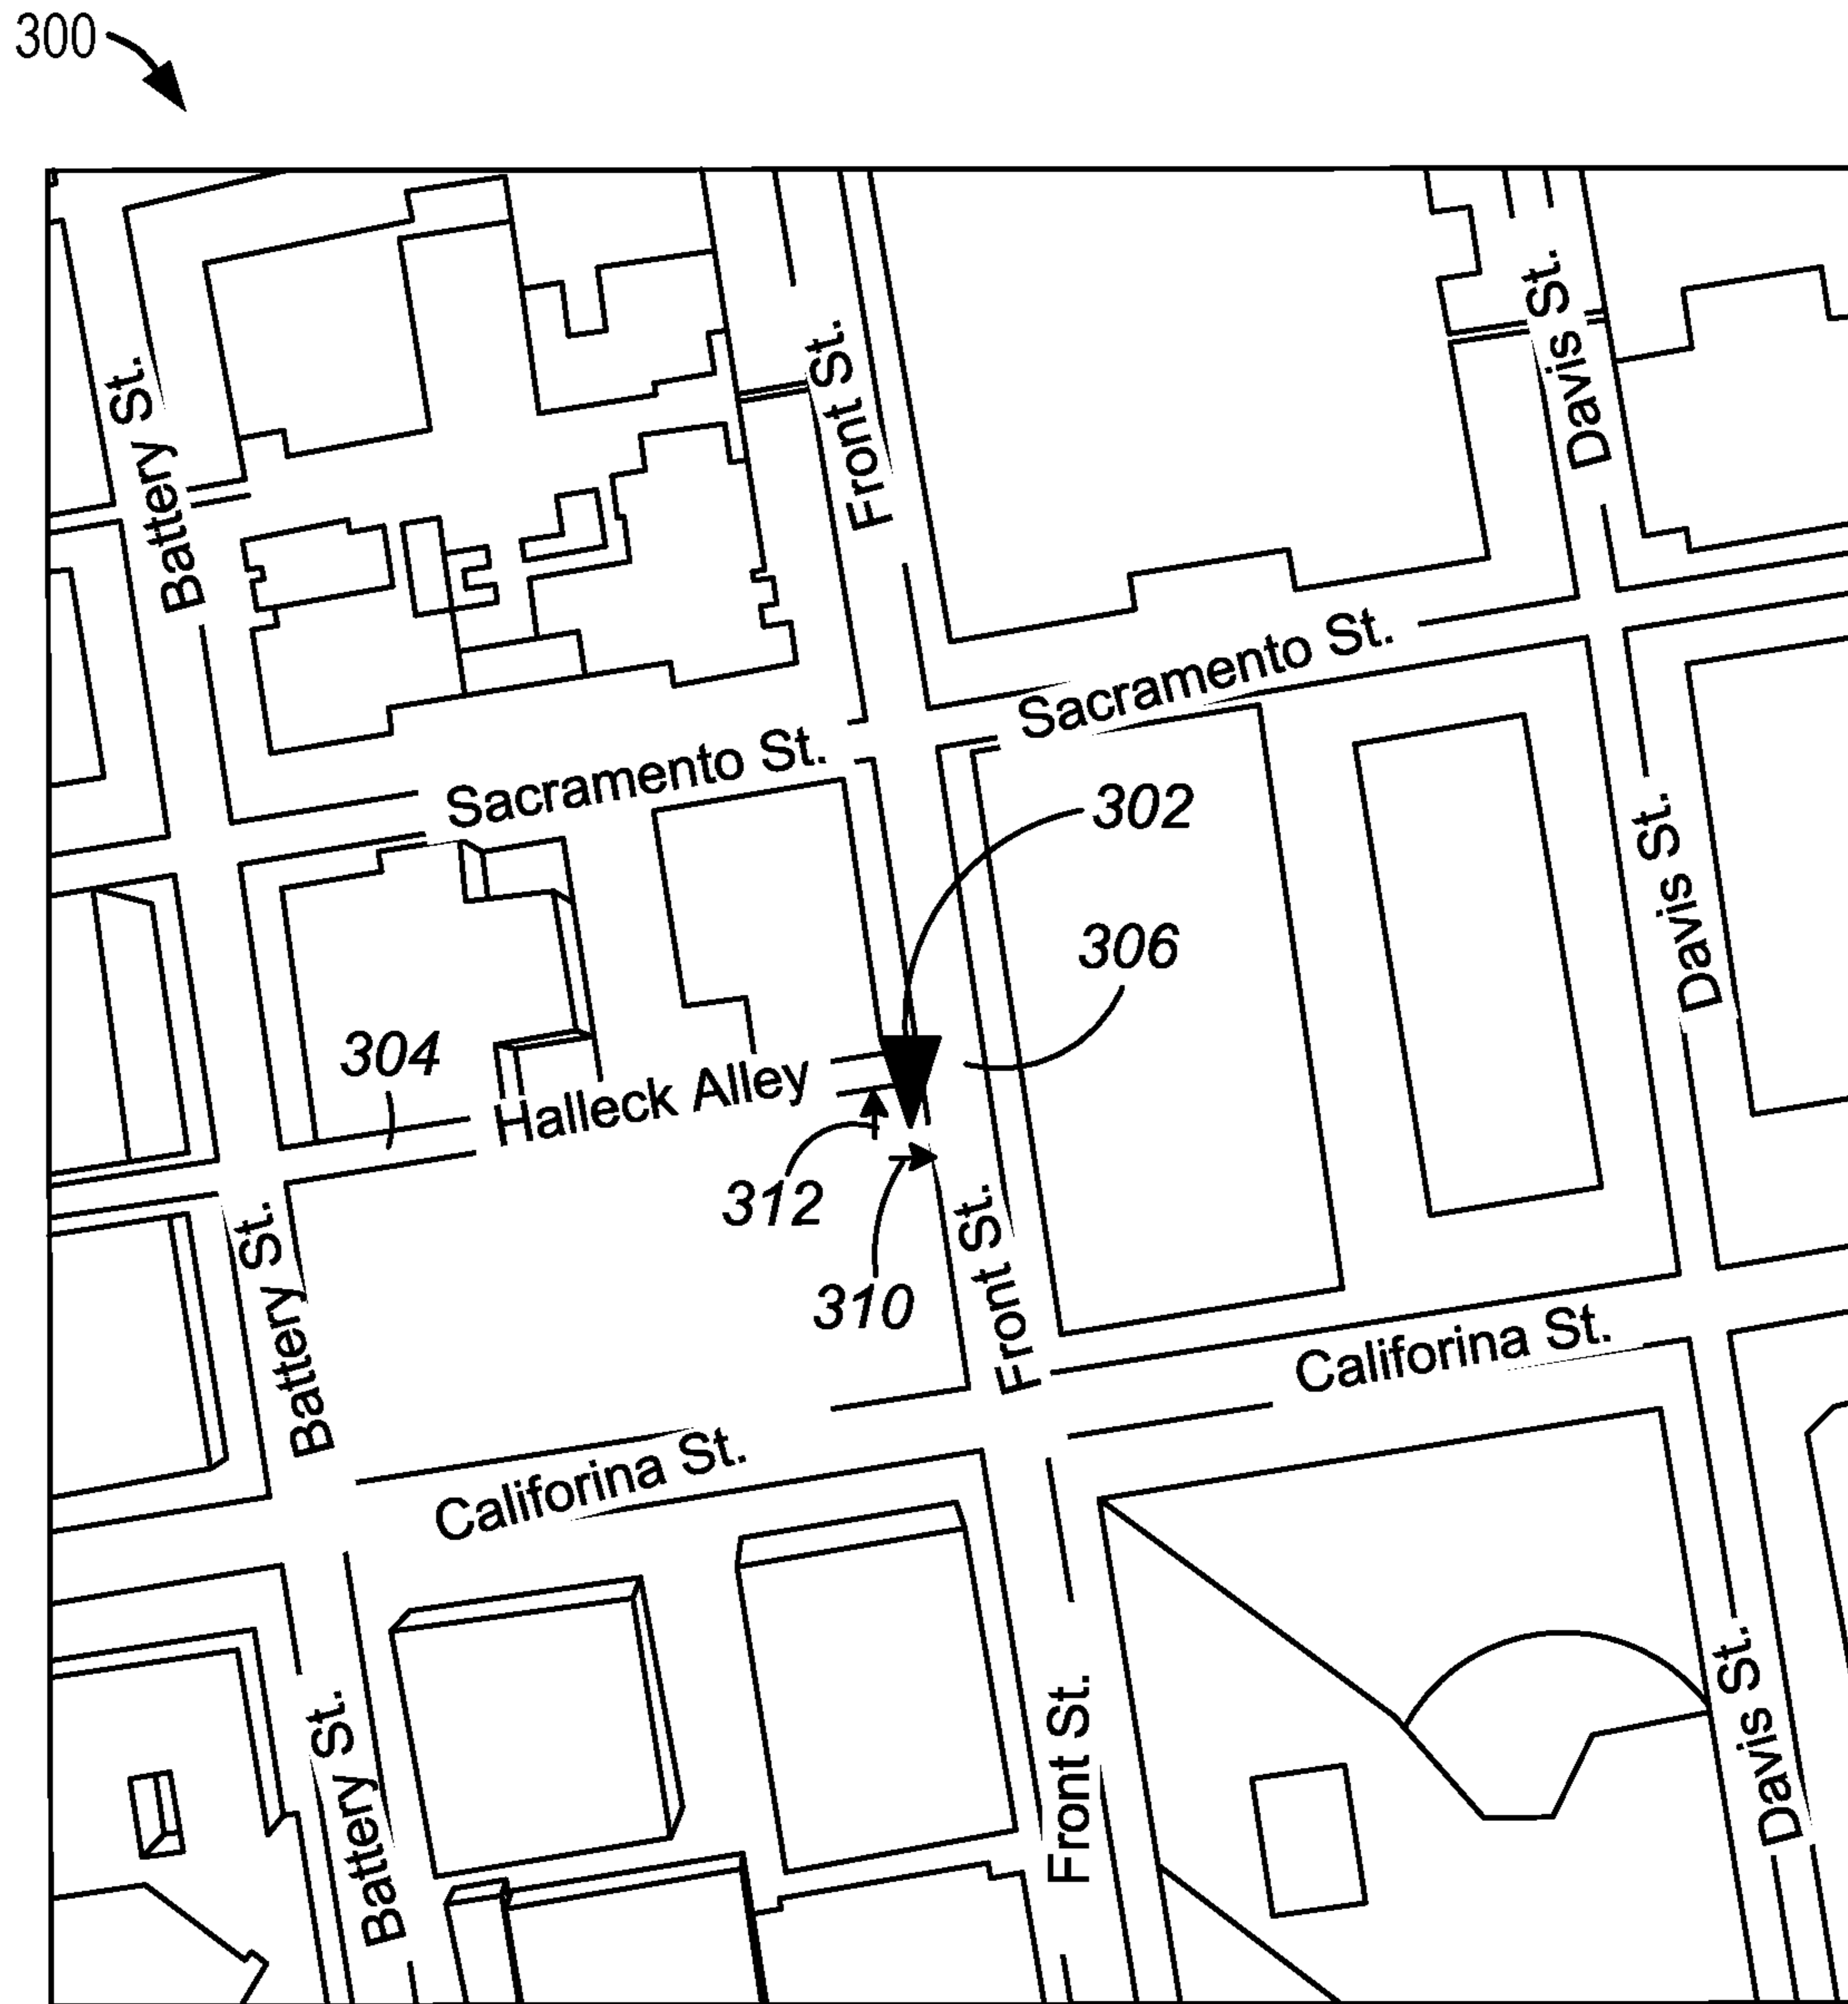 300
Battery St.
Front St.
Davis St.
Sacramento St.
Sacramento St.
302
306
Davis St.
304
Halleck Alley
312
310
Battery St.
Front St.
Califorina St.
Califorina St.
Battery St.
Front St.
Davis St.